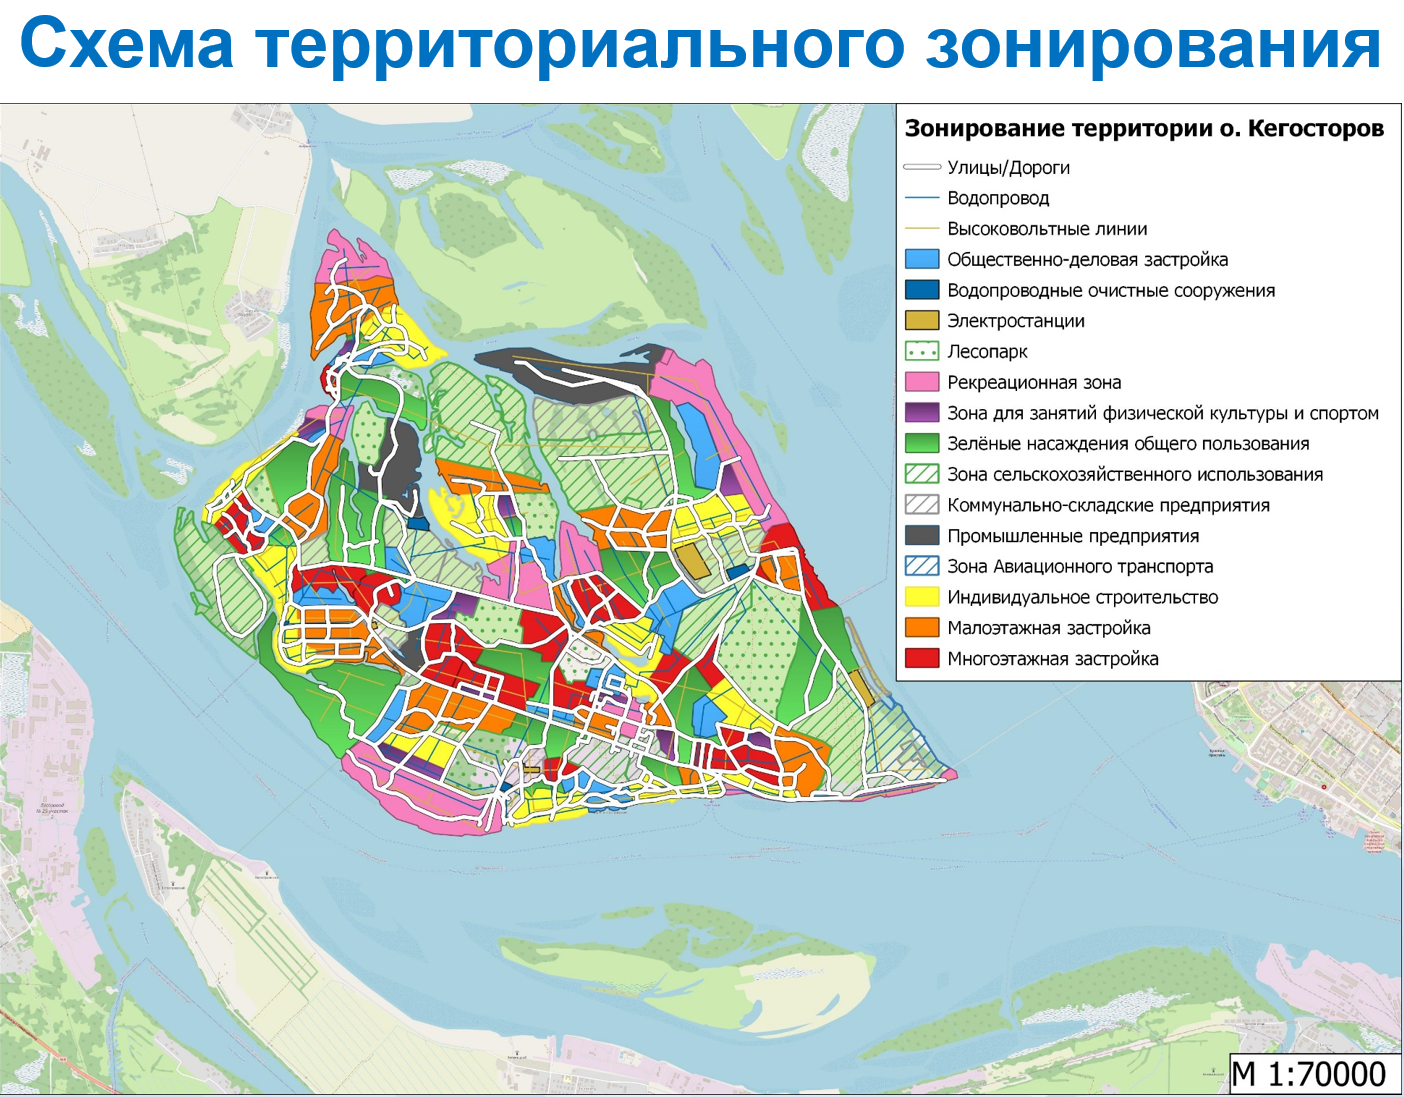 Схема территориального зонирования
Зонирование территории о. Кегосторов
Улицы/Дороги
Водопровод
Высоковольтные линии
Общественно-деловая застройка
Водопроводные очистные сооружения
Электростанции
Лесопарк
Рекреационная зона
Зона для занятий физической культуры и спортом
Зелёные насаждения общего пользования
Зона сельскохозяйственного использования
Коммунально-складские предприятия
Промышленные предприятия
Зона Авиационного транспорта
Индивидуальное строительство
Малоэтажная застройка
Многоэтажная застройка
М 1:70000